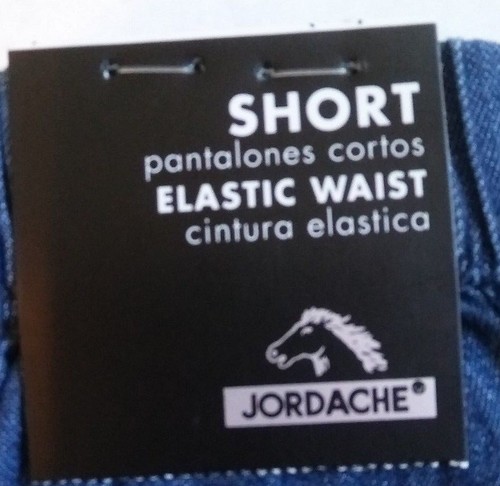 SHORT
pantalones cortos
ELASTIC WAIST
cintura elastica
JORDACHE®